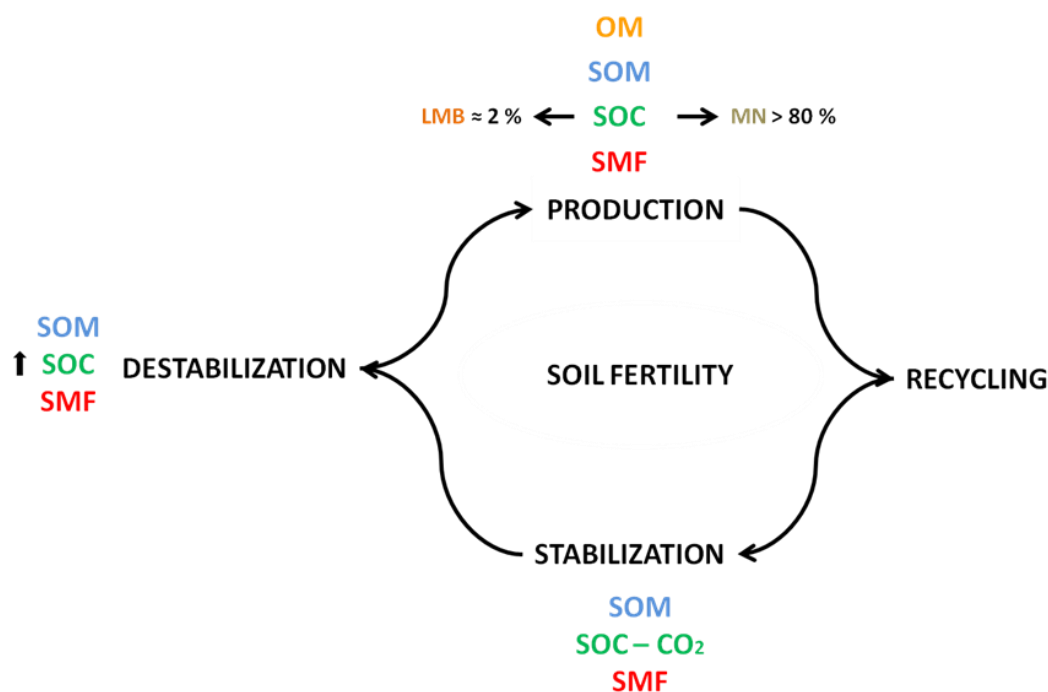 OM
SOM
LMB ≈ 2 % SOC MN > 80 %
SMF
PRODUCTION
SOM
SOC
SMF
DESTABILIZATION
SOIL FERTILITY
RECYCLING
STABILIZATION
SOM
SOC – CO₂
SMF